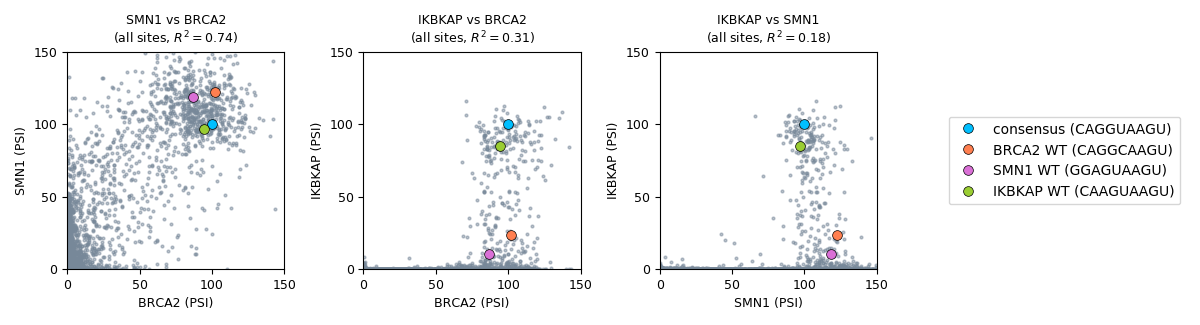 SMN1 vs BRCA2
(all sites, R² = 0.74)
150
100
50
0
SMN1 (PSI)
0 50 100 150
BRCA2 (PSI)
IKBKAP vs BRCA2
(all sites, R² = 0.31)
150
100
50
0
IKBKAP (PSI)
0 50 100 150
BRCA2 (PSI)
IKBKAP vs SMN1
(all sites, R² = 0.18)
150
100
50
0
IKBKAP (PSI)
0 50 100 150
SMN1 (PSI)
consensus (CAGGUAAGU)
BRCA2 WT (CAGGCAAGU)
SMN1 WT (GGAGUAAGU)
IKBKAP WT (CAAGUAAGU)